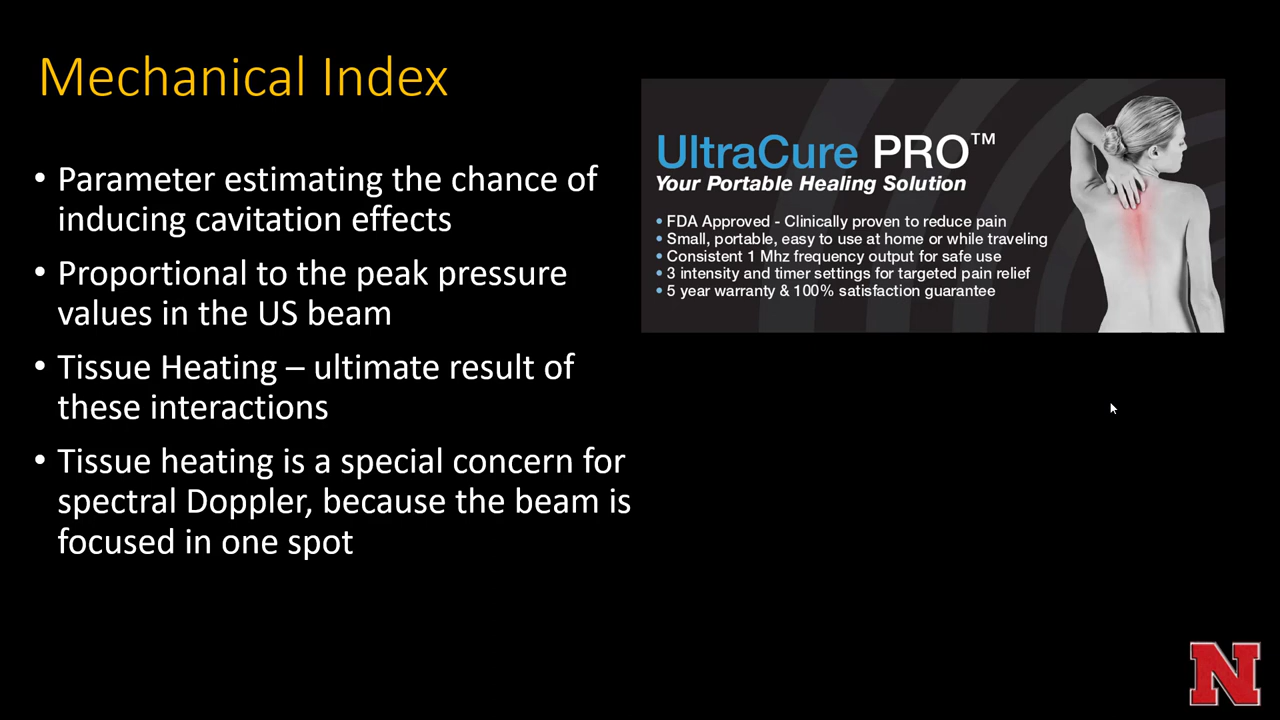 Mechanical Index
• Parameter estimating the chance of
inducing cavitation effects
• Proportional to the peak pressure
values in the US beam
• Tissue Heating – ultimate result of
these interactions
• Tissue heating is a special concern for
spectral Doppler, because the beam is
focused in one spot
UltraCure PRO™
Your Portable Healing Solution
• FDA Approved - Clinically proven to reduce pain
• Small, portable, easy to use at home or while traveling
• Consistent 1 Mhz frequency output for safe use
• 3 intensity and timer settings for targeted pain relief
• 5 year warranty & 100% satisfaction guarantee
N